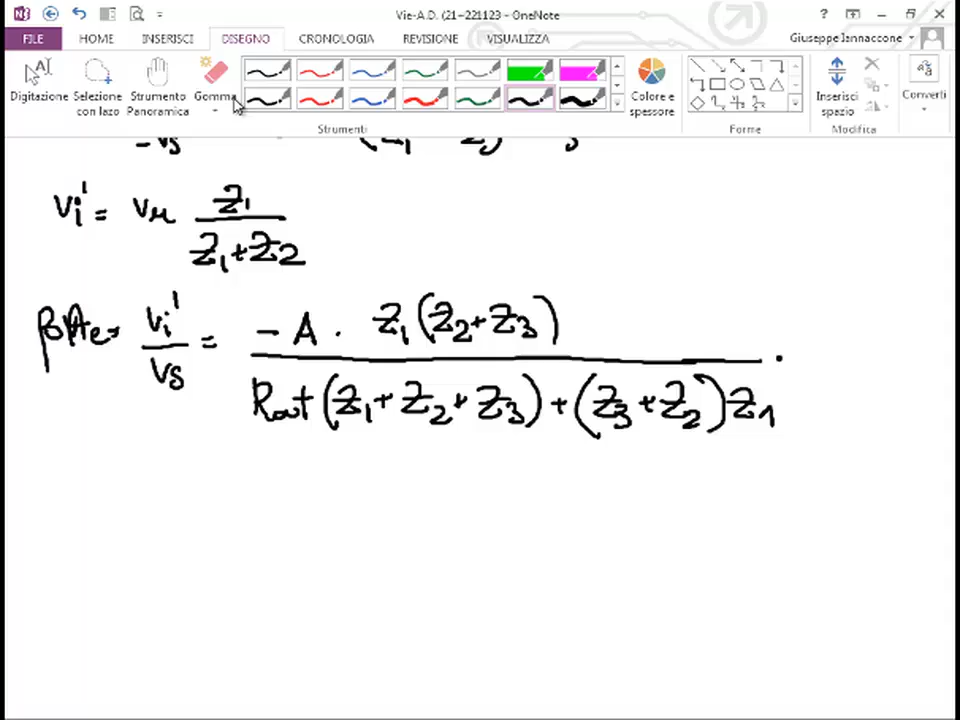 Vie-A.D. (21-221123 - OneNote
?
FILE HOME INSERISCI DISEGNO CRONOLOGIA REVISIONE VISUALIZZA Giuseppe Iannaccone
Digitazione Selezione con lazo Strumento Panoramica Gomma Colore e spessore Inserisci spazio Converti
Strumenti Forme Modifica
vi' = vu Z1 / (Z1+Z2)
βAe = vi'/vs = -A · Z1(Z2+Z3) / (Rout(Z1+Z2+Z3)+(Z3+Z2)Z1) ·